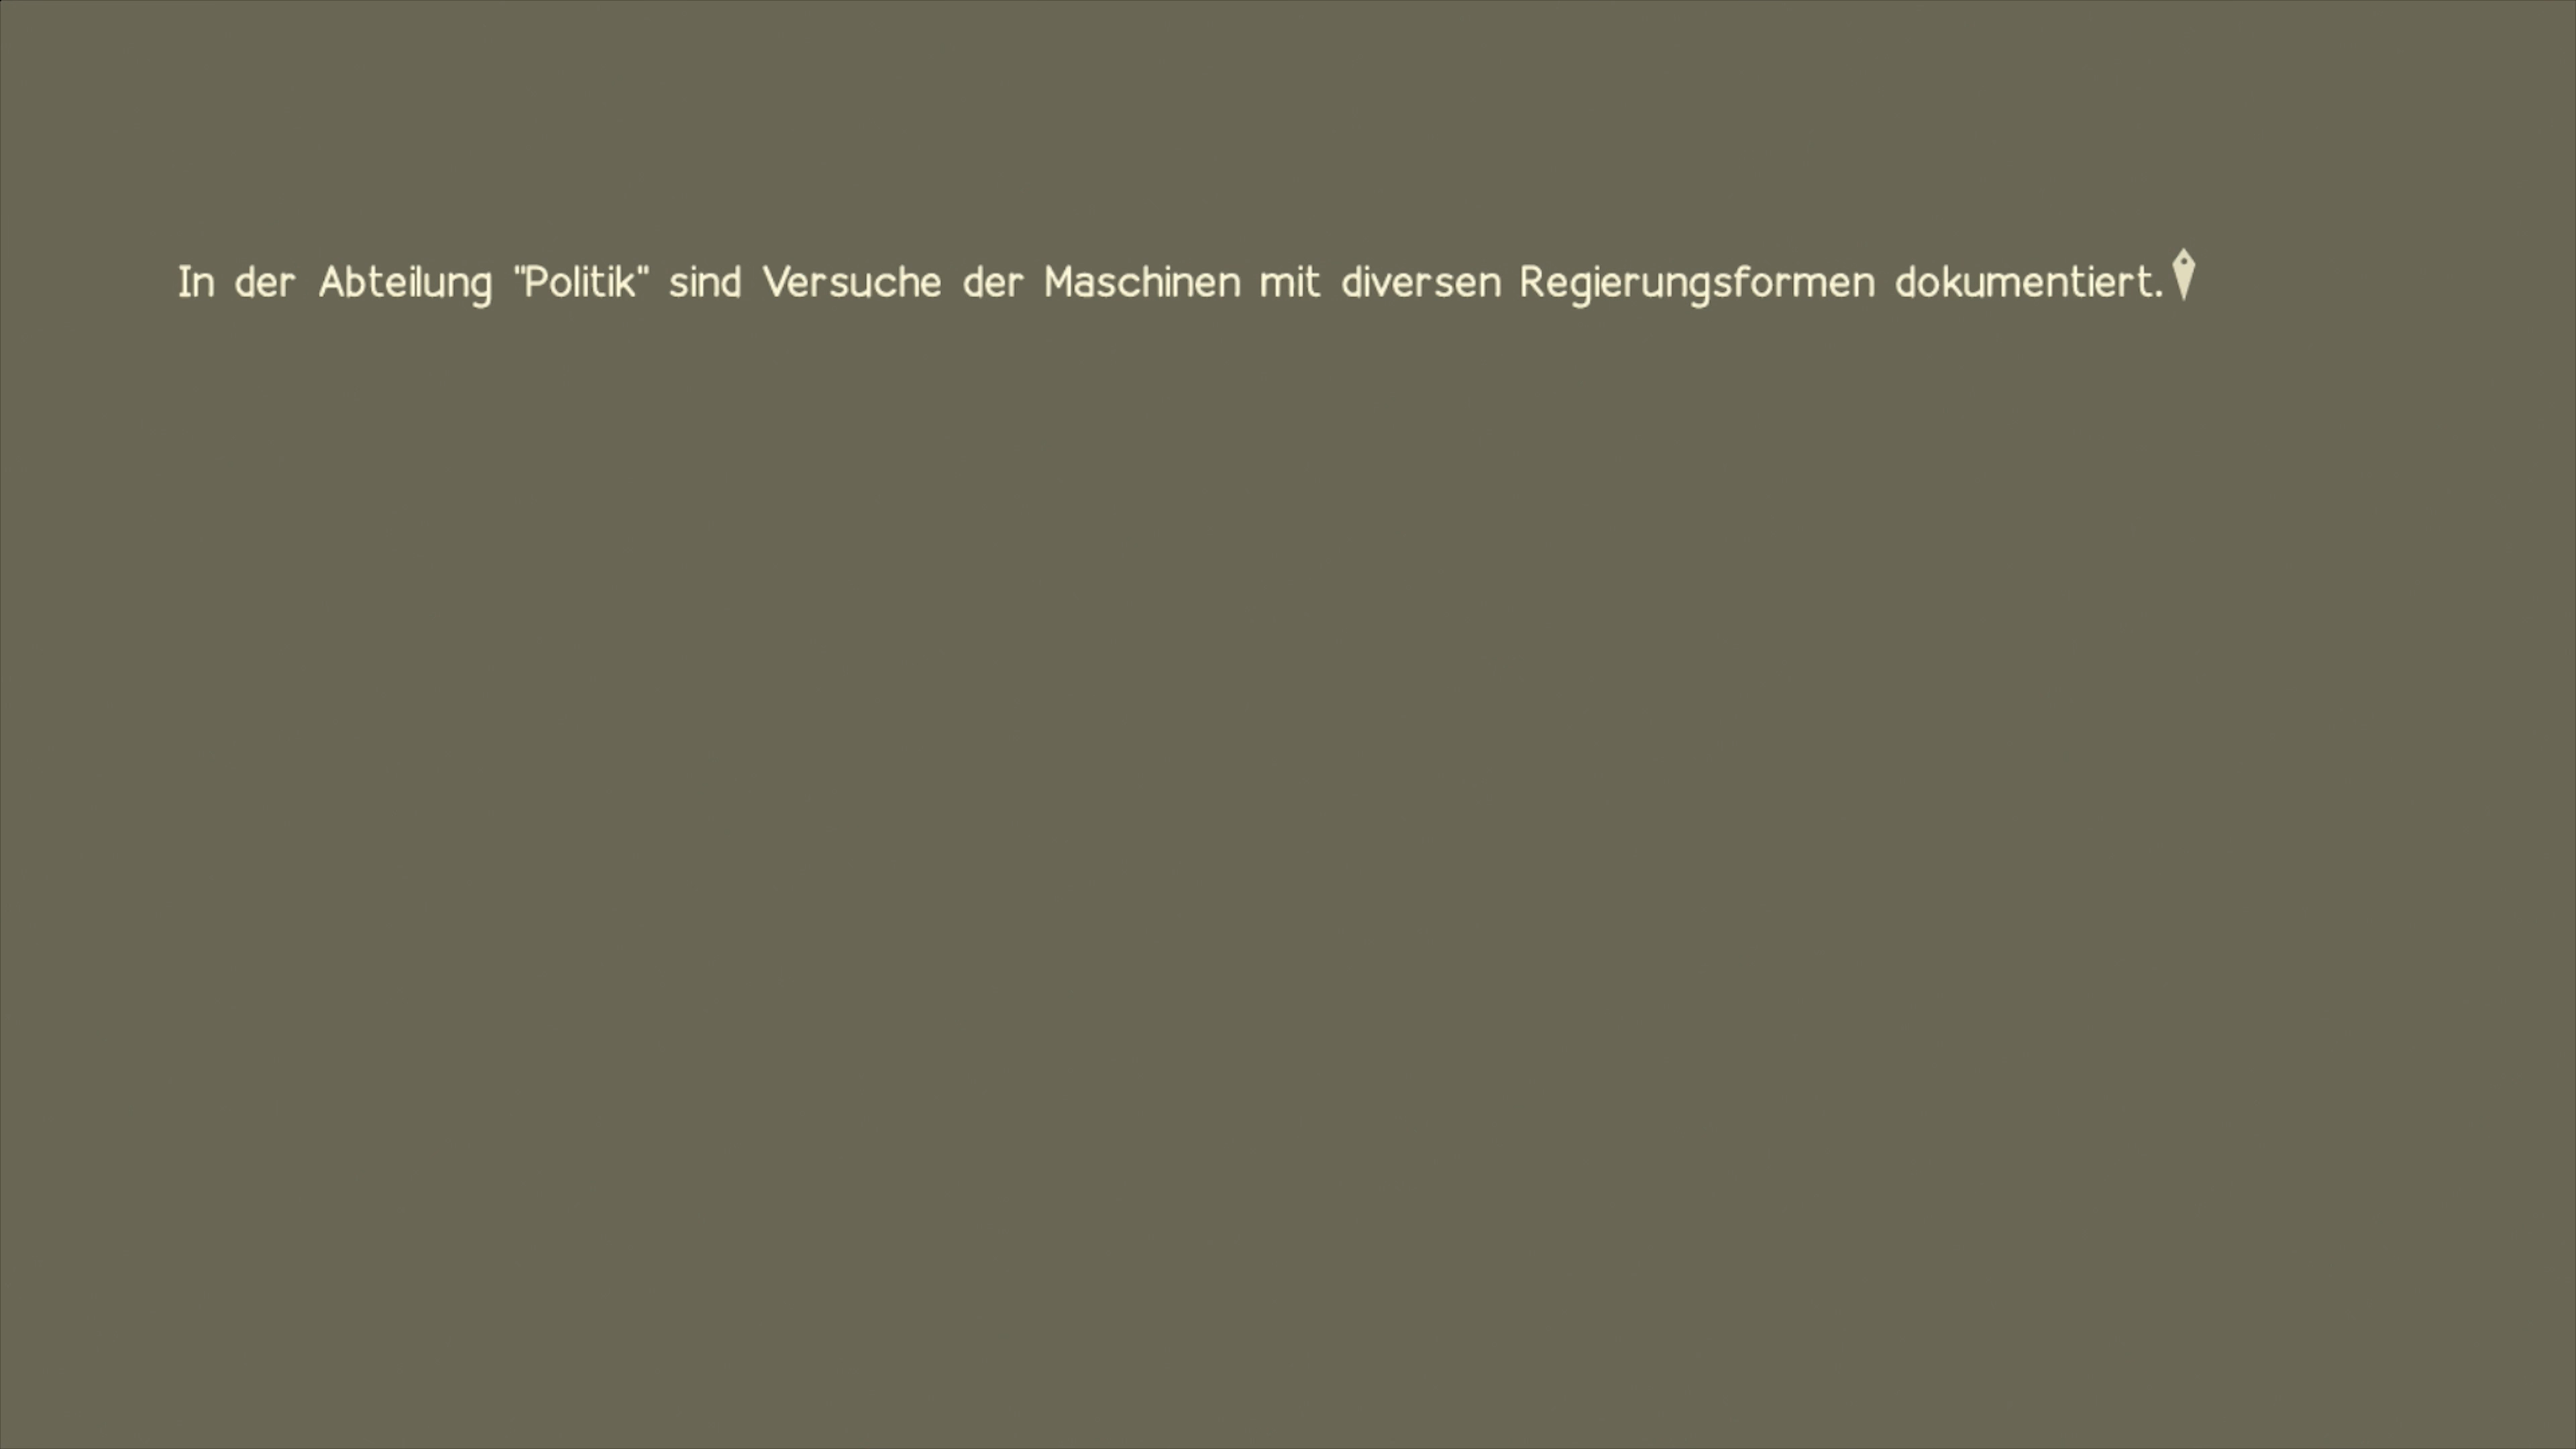 In der Abteilung "Politik" sind Versuche der Maschinen mit diversen Regierungsformen dokumentiert.